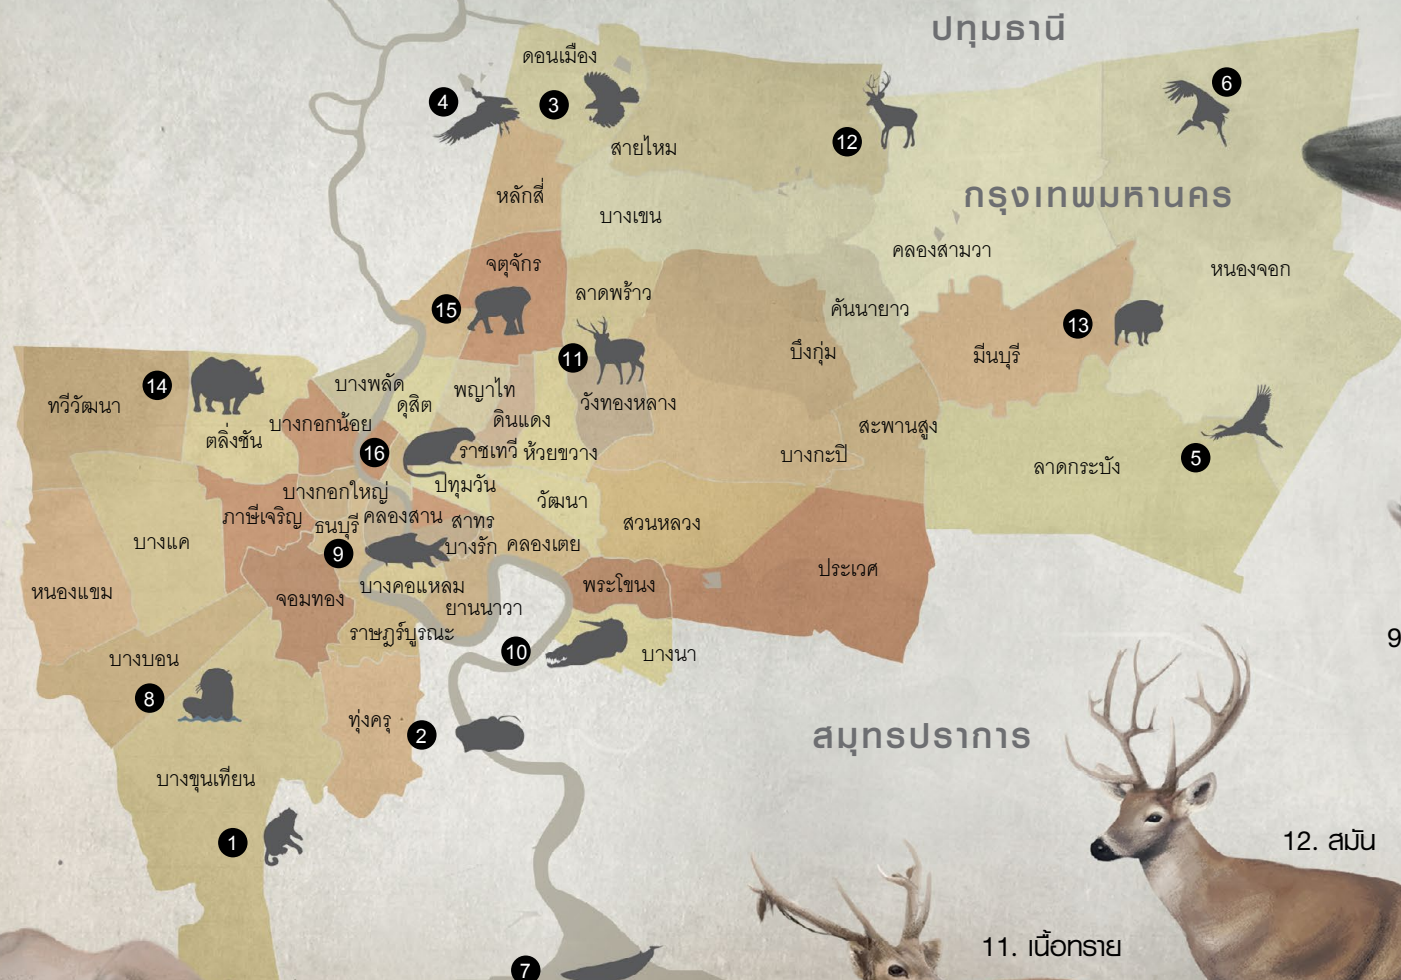 ปทุมธานี
ดอนเมือง
6
4
3
12
สายไหม
หลักสี่
กรุงเทพมหานคร
บางเขน
คลองสามวา
จตุจักร
หนองจอก
ลาดพร้าว
15
คันนายาว
13
11
บึงกุ่ม
มีนบุรี
14
บางพลัด
พญาไท
ทวีวัฒนา
ดุสิต
วังทองหลาง
บางกอกน้อย
ดินแดง
สะพานสูง
ตลิ่งชัน
16
ราชเทวี
ห้วยขวาง
บางกะปิ
5
ลาดกระบัง
ปทุมวัน
บางกอกใหญ่
วัฒนา
ภาษีเจริญ
ธนบุรี
คลองสาน
สาทร
สวนหลวง
บางแค
9
บางรัก
คลองเตย
ประเวศ
หนองแขม
บางคอแหลม
พระโขนง
จอมทอง
ยานนาวา
ราษฎร์บูรณะ
9
บางบอน
10
บางนา
8
ทุ่งครุ
2
สมุทรปราการ
บางขุนเทียน
1
12. สมัน
11. เนื้อทราย
7